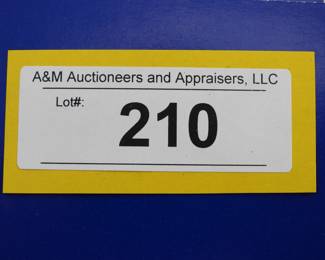 A&M Auctioneers and Appraisers, LLC
Lot#:
210